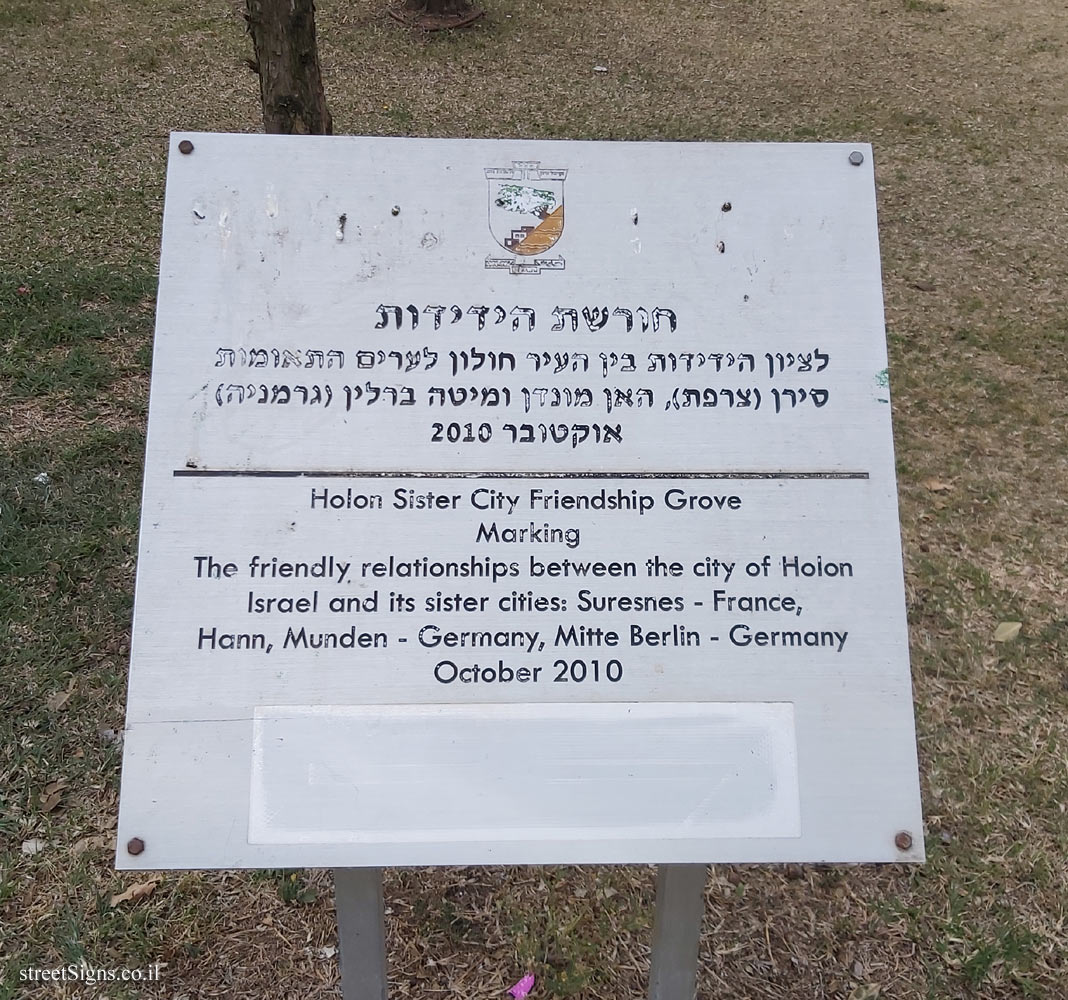 חורשת הידידות
לציון הידידות בין העיר חולון לערים התאומות
סירן (צרפת), האן מונדן ומיטה ברלין (גרמניה)
אוקטובר 2010
Holon Sister City Friendship Grove
Marking
The friendly relationships between the city of Holon
Israel and its sister cities: Suresnes - France,
Hann, Munden - Germany, Mitte Berlin - Germany
October 2010
streetSigns.co.il